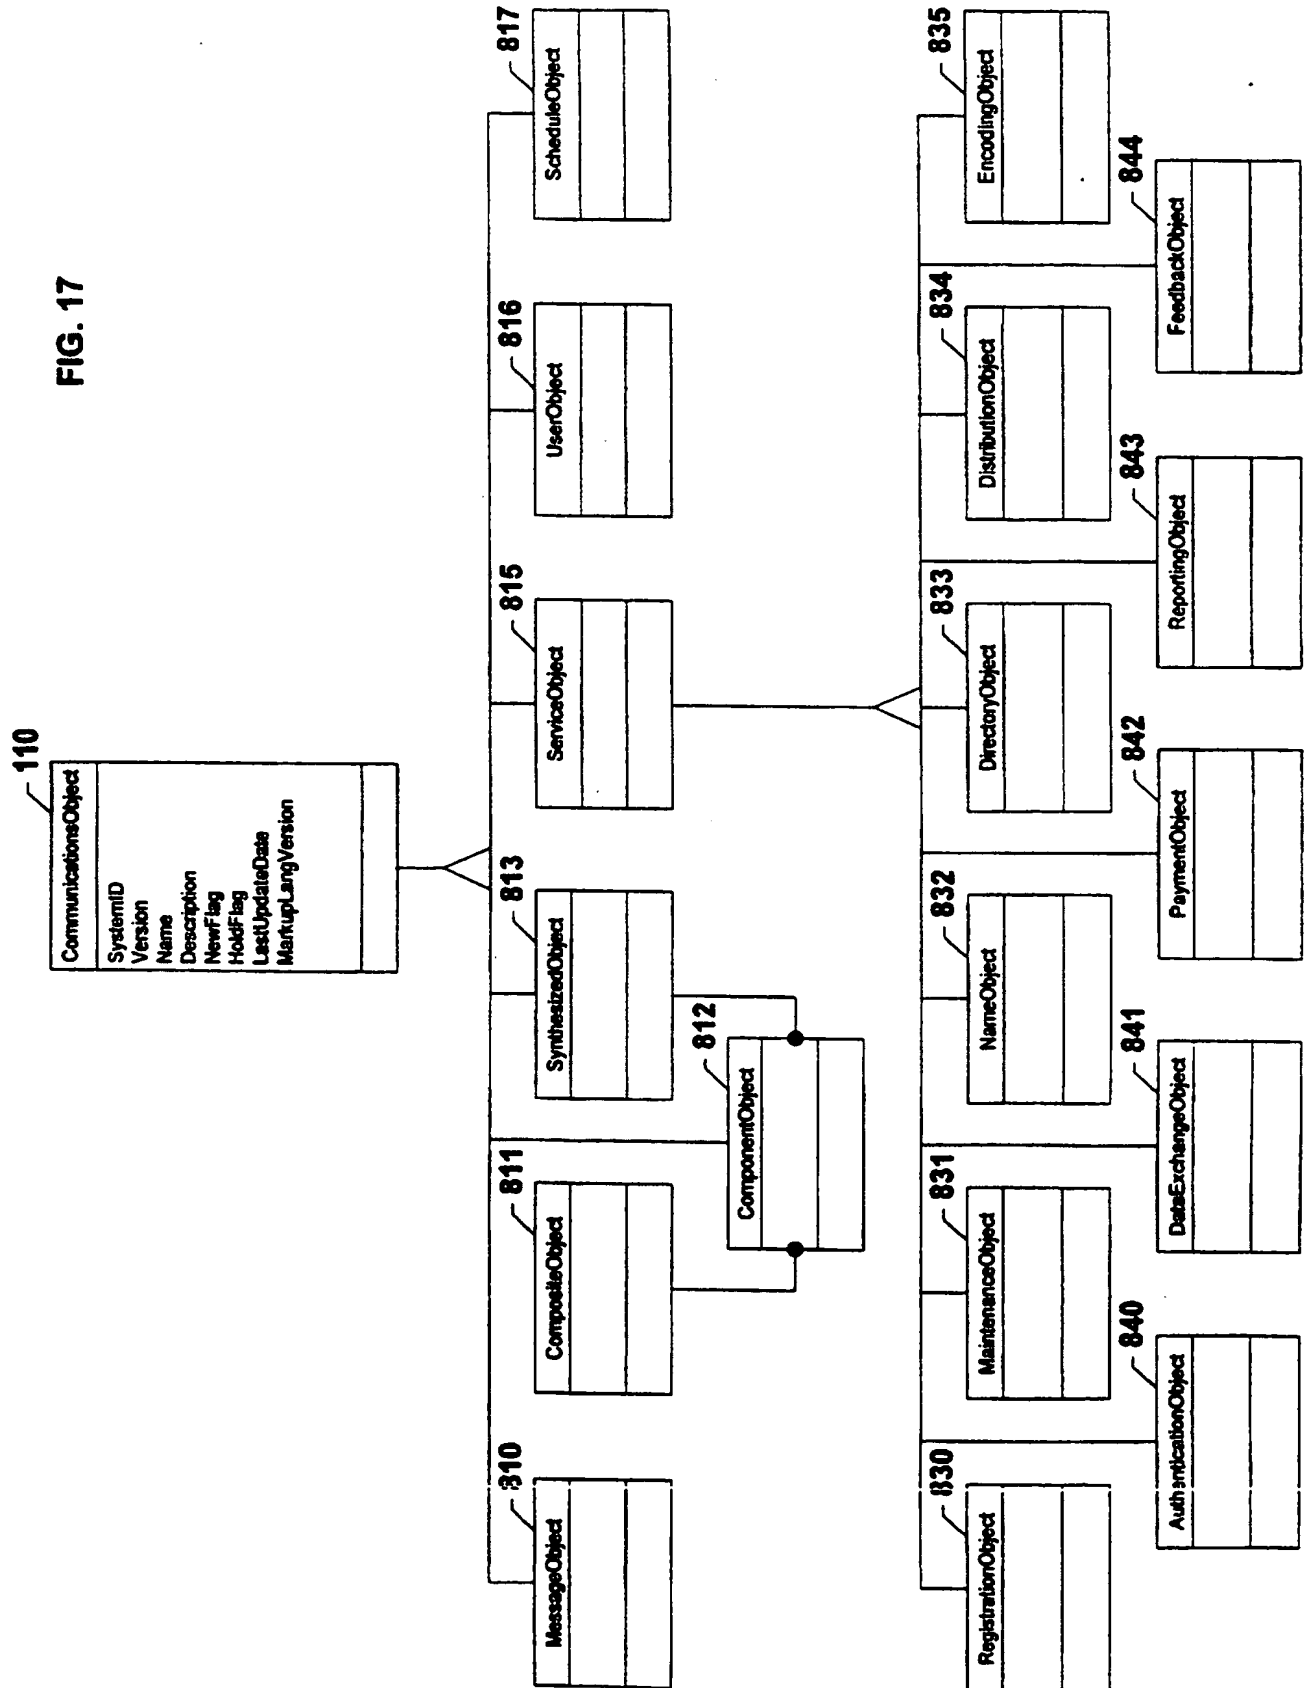 FIG. 17
110
CommunicationsObject
SystemID
Version
Name
Description
NewFlag
HoldFlag
LastUpdateDate
MarkupLangVersion
810
MessageObject
811
CompositeObject
813
SynthesizedObject
815
ServiceObject
816
UserObject
817
ScheduleObject
812
ComponentObject
830
RegistrationObject
831
MaintenanceObject
832
NameObject
833
DirectoryObject
834
DistributionObject
835
EncodingObject
840
AuthenticationObject
841
DataExchangeObject
842
PaymentObject
843
ReportingObject
844
FeedbackObject